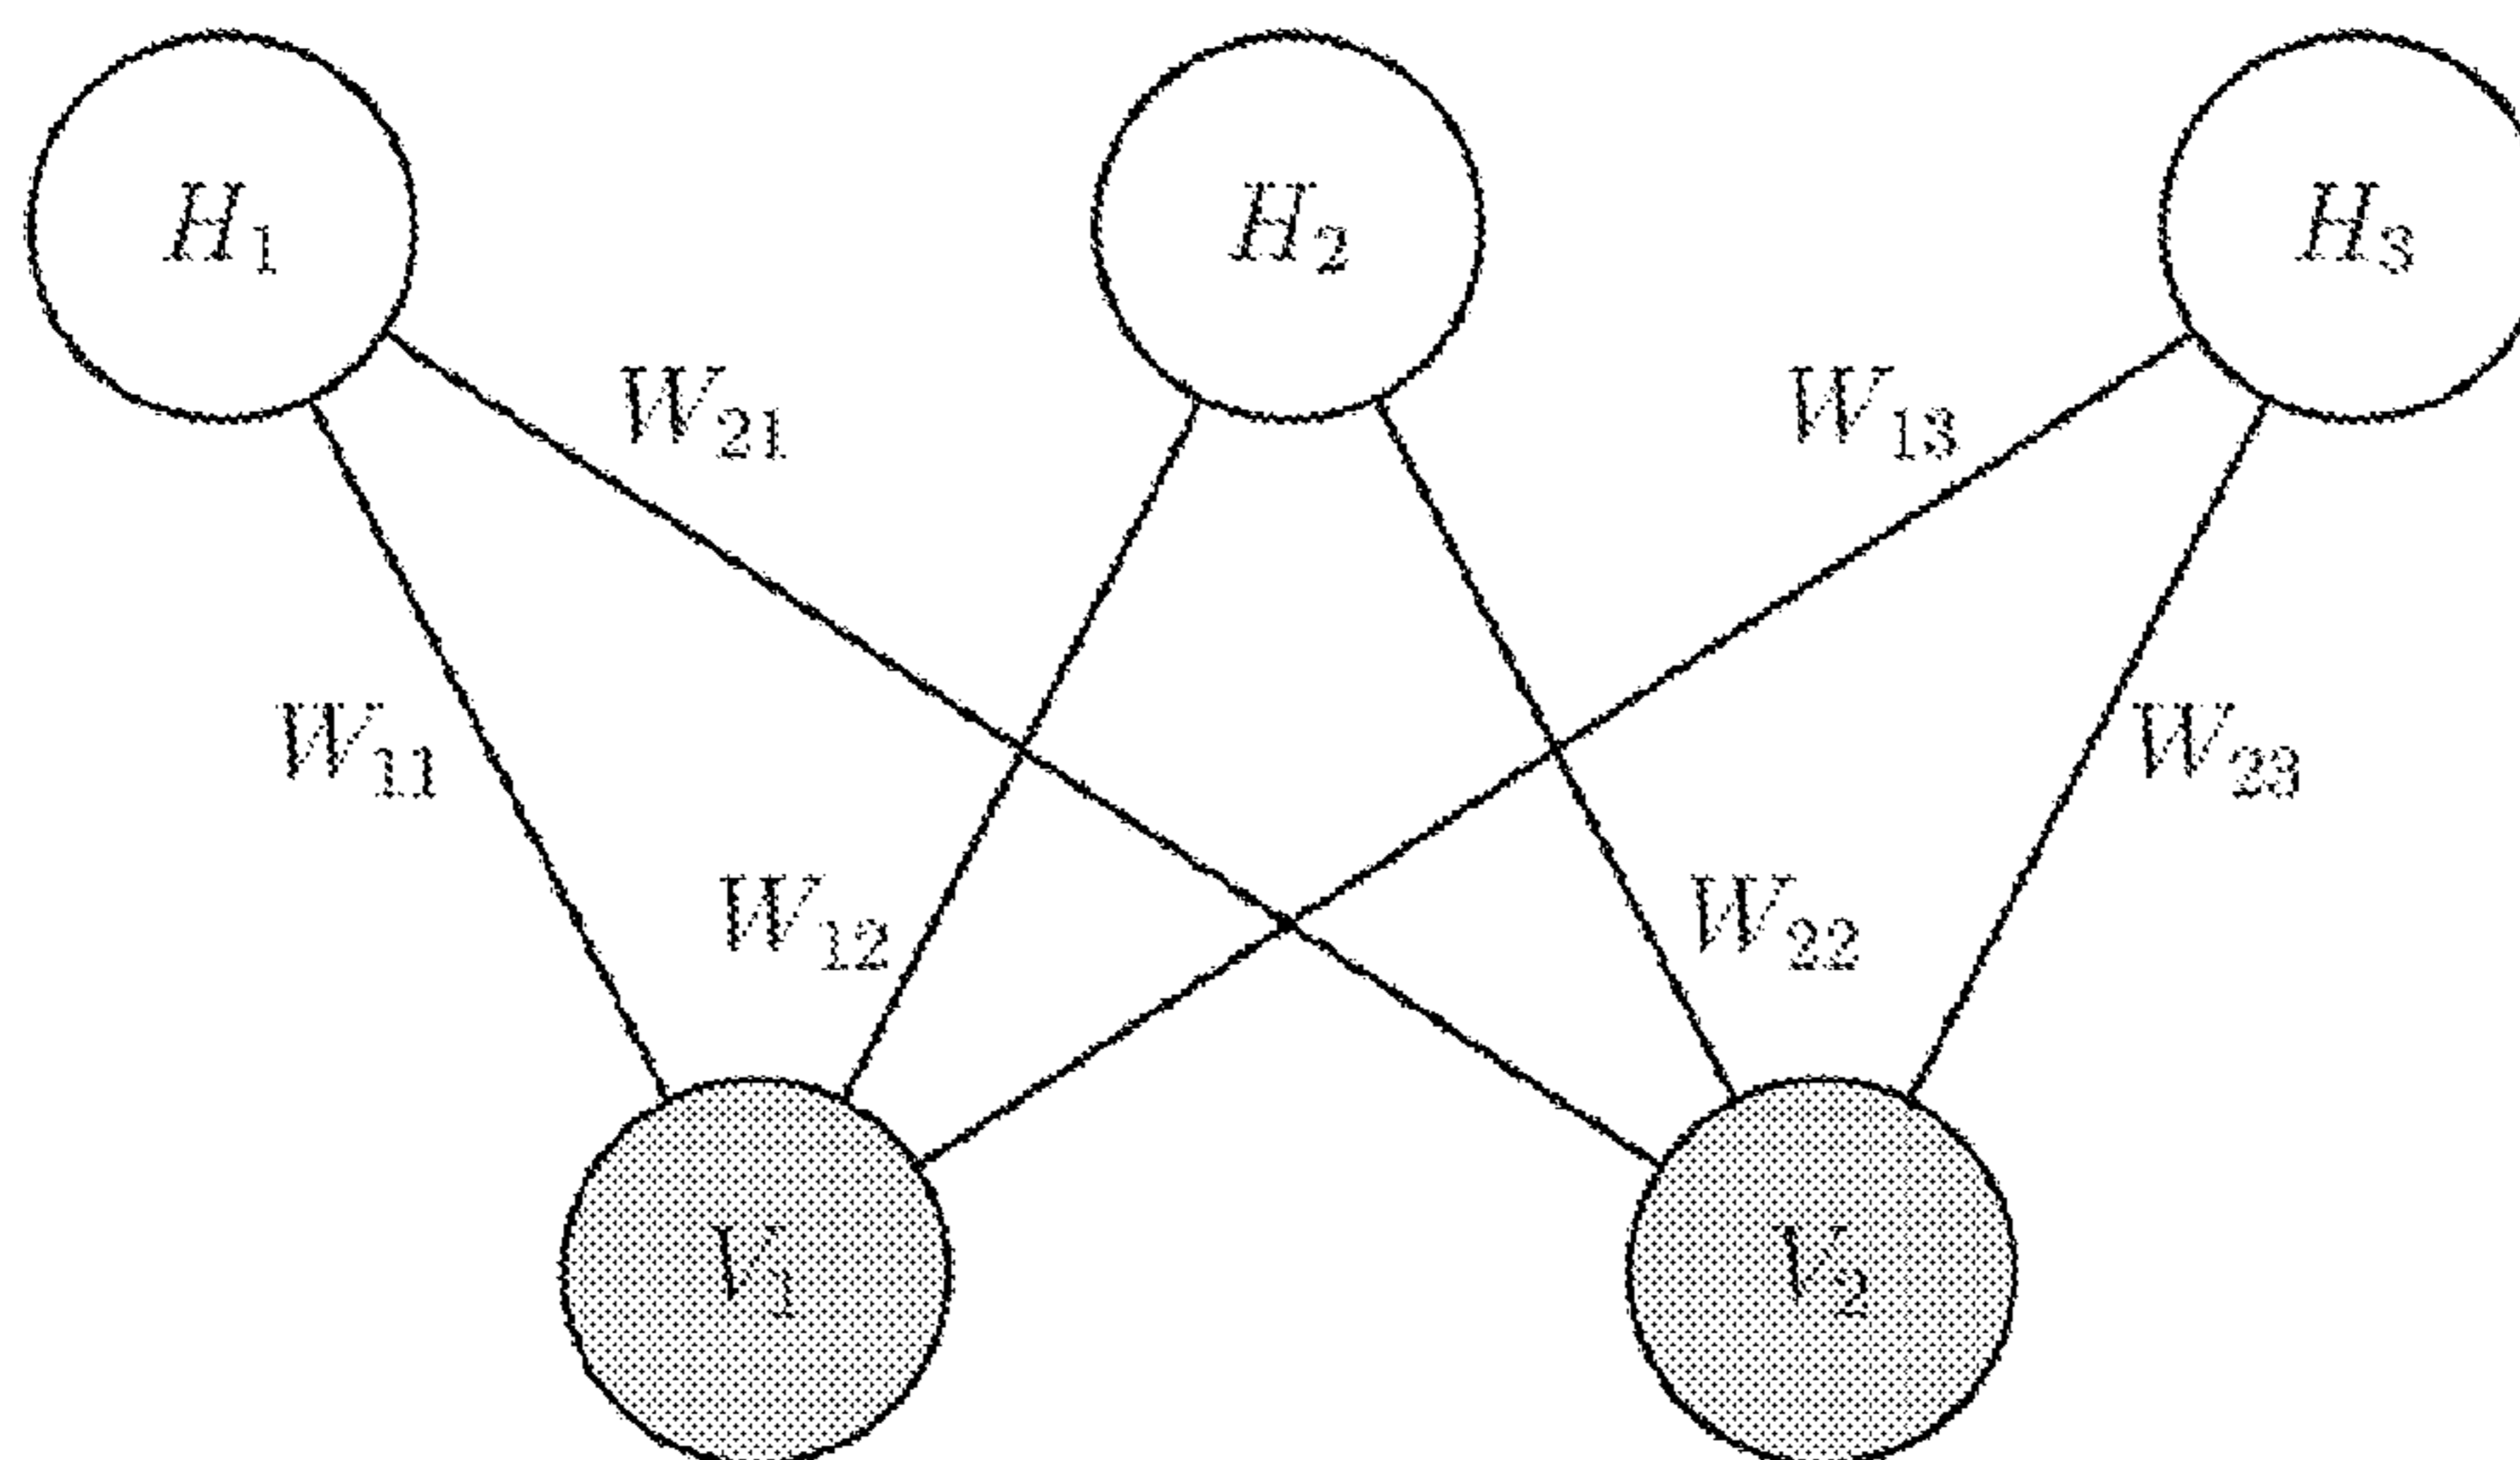 H₁ H₂ H₃
W₂₁ W₁₃
W₁₁ W₂₃
W₁₂ W₂₂
V₁ V₂